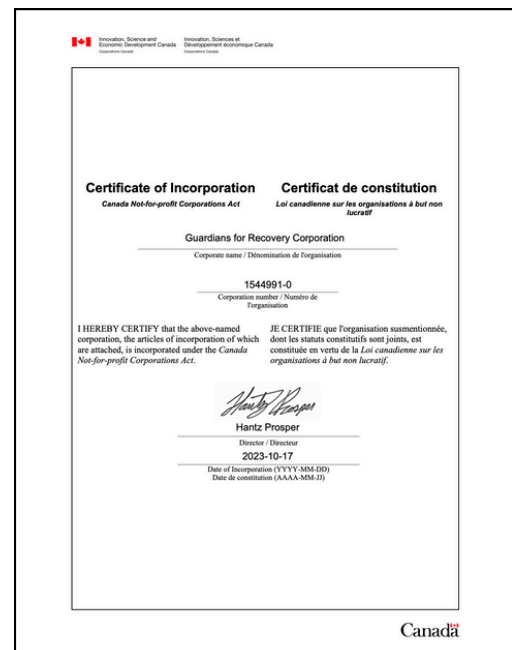 Innovation, Science and
Economic Development Canada
Corporations Canada
Innovation, Sciences et
Développement économique Canada
Corporations Canada
Certificate of Incorporation
Canada Not-for-profit Corporations Act
Certificat de constitution
Loi canadienne sur les organisations à but non
lucratif
Guardians for Recovery Corporation
Corporate name / Dénomination de l'organisation
1544991-0
Corporation number / Numéro de
l'organisation
I HEREBY CERTIFY that the above-named
corporation, the articles of incorporation of which
are attached, is incorporated under the Canada
Not-for-profit Corporations Act.
JE CERTIFIE que l'organisation susmentionnée,
dont les statuts constitutifs sont joints, est
constituée en vertu de la Loi canadienne sur les
organisations à but non lucratif.
Hantz Prosper
Hantz Prosper
Director / Directeur
2023-10-17
Date of Incorporation (YYYY-MM-DD)
Date de constitution (AAAA-MM-JJ)
Canada